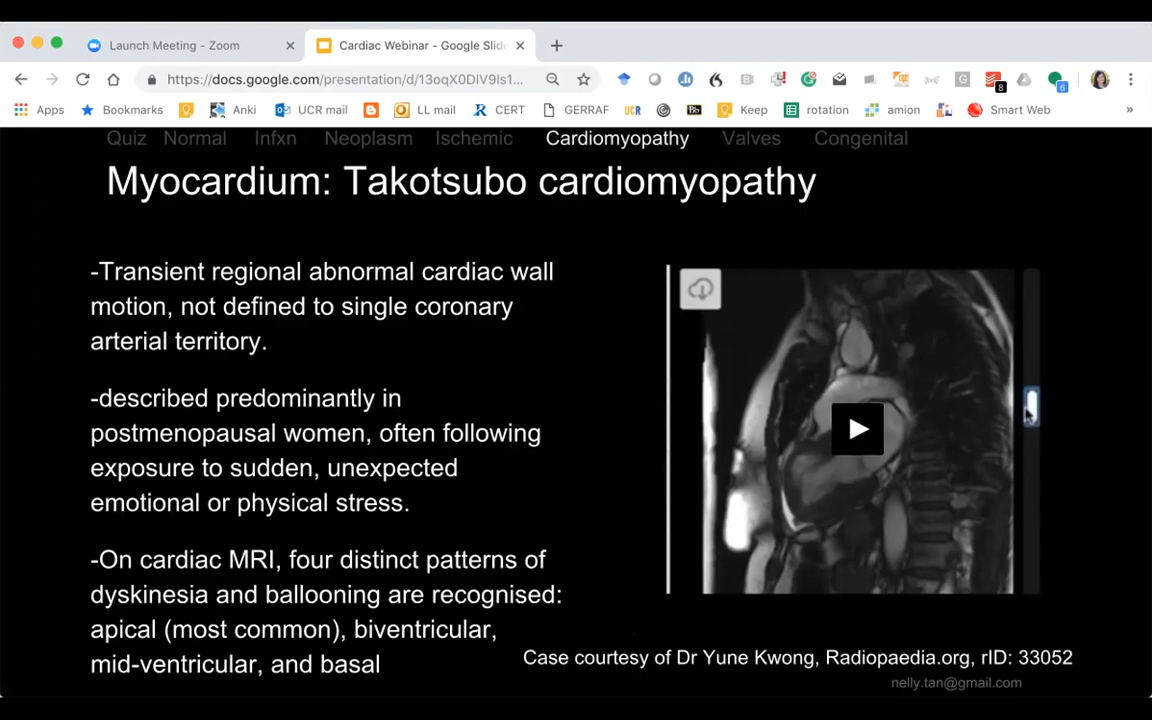 Launch Meeting - Zoom
Cardiac Webinar - Google Slid
https://docs.google.com/presentation/d/13oqX0DIV9Is1...
8
6
Apps Bookmarks Anki UCR mail LL mail CERT GERRAF UCR Bb Keep rotation amion Smart Web »
Quiz Normal Infxn Neoplasm Ischemic Cardiomyopathy Valves Congenital
Myocardium: Takotsubo cardiomyopathy
-Transient regional abnormal cardiac wall
motion, not defined to single coronary
arterial territory.
-described predominantly in
postmenopausal women, often following
exposure to sudden, unexpected
emotional or physical stress.
-On cardiac MRI, four distinct patterns of
dyskinesia and ballooning are recognised:
apical (most common), biventricular,
mid-ventricular, and basal
Case courtesy of Dr Yune Kwong, Radiopaedia.org, rID: 33052
nelly.tan@gmail.com